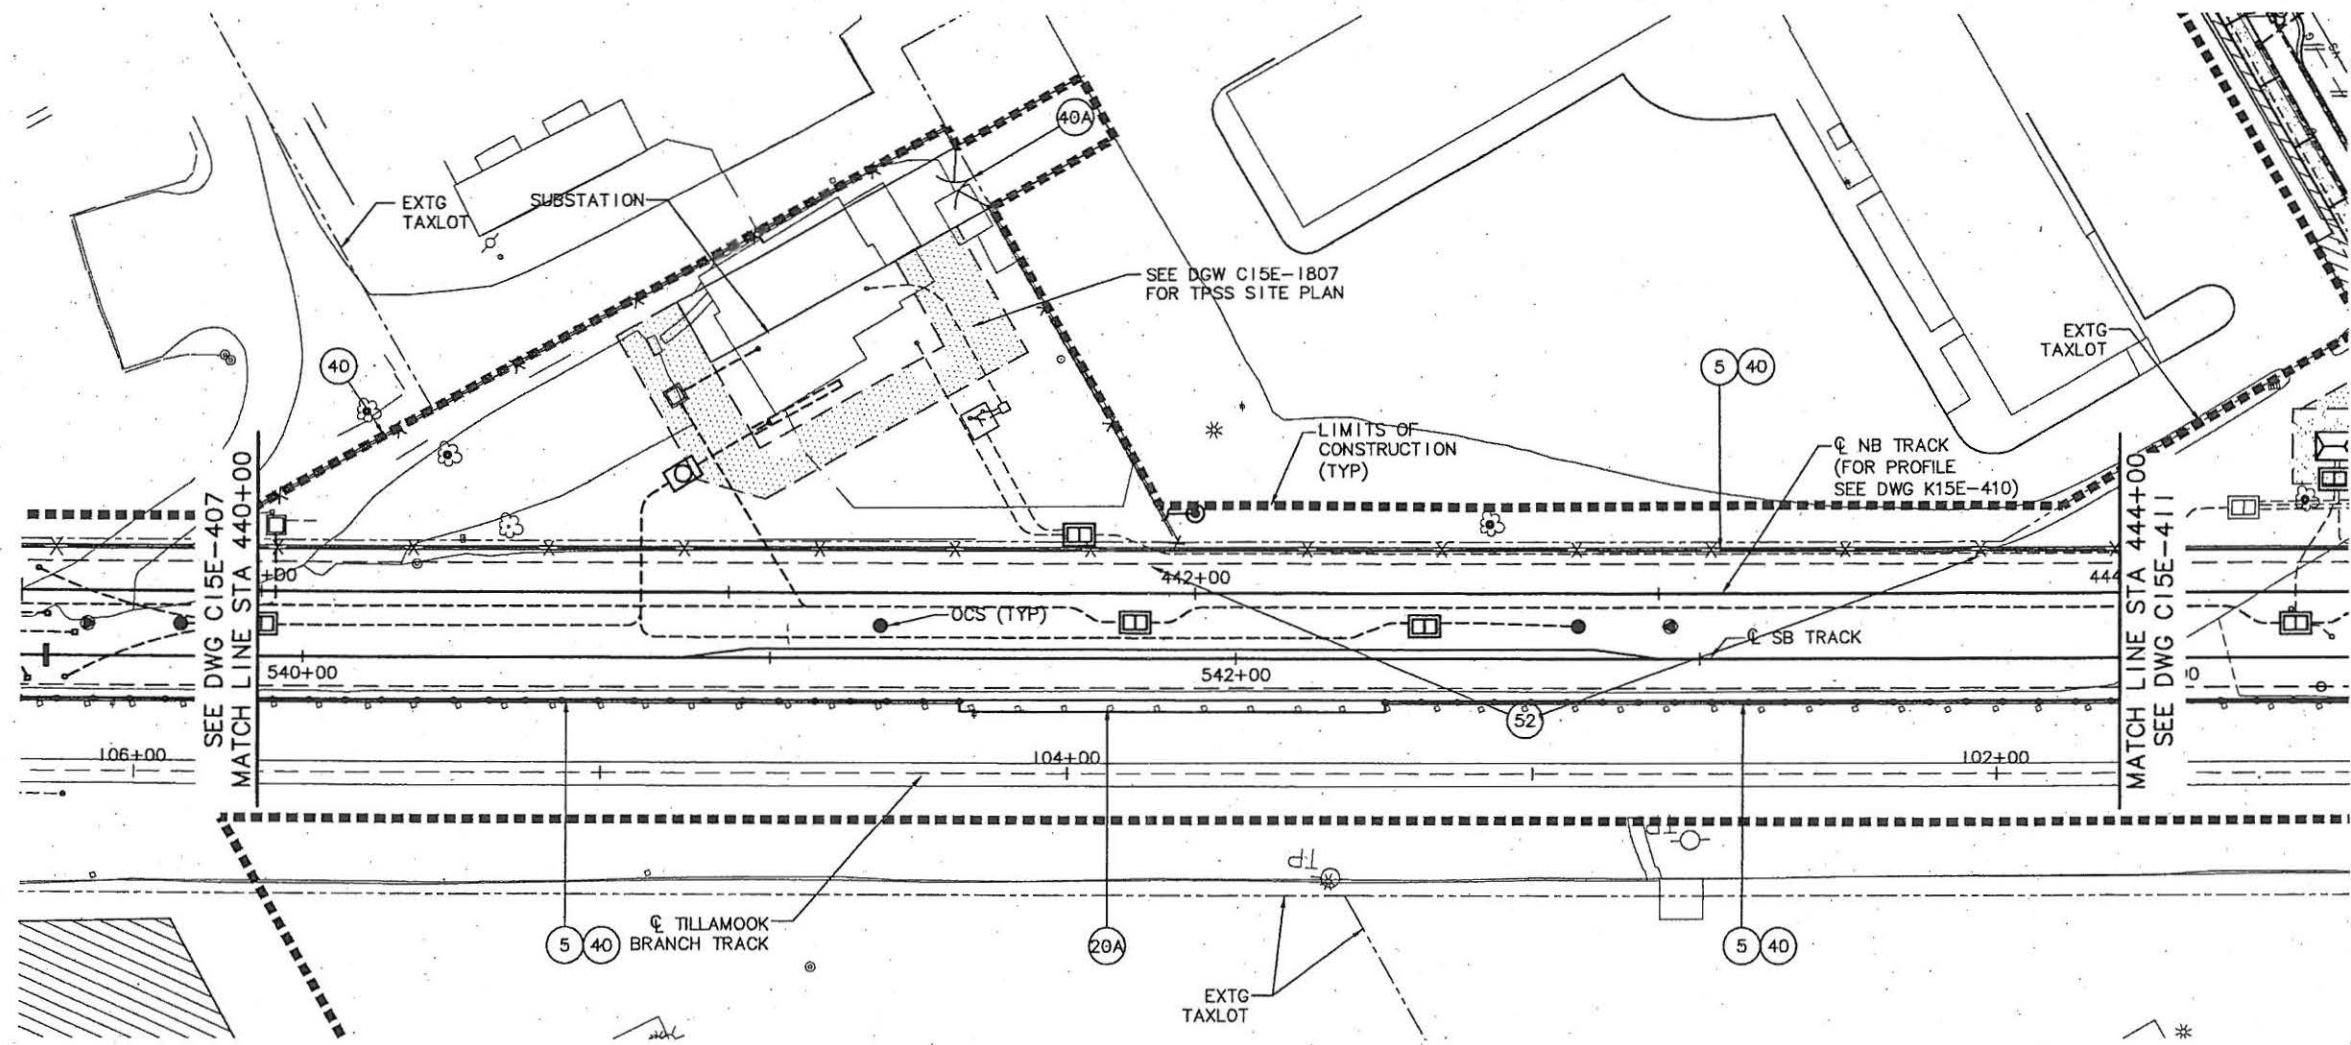 40A
EXTG
TAXLOT
SUBSTATION
SEE DGW C15E-1807
FOR TPSS SITE PLAN
EXTG
TAXLOT
40
5 40
LIMITS OF
CONSTRUCTION
(TYP)
℄ NB TRACK
(FOR PROFILE
SEE DWG K15E-410)
SEE DWG C15E-407
MATCH LINE STA 440+00
MATCH LINE STA 444+00
SEE DWG C15E-411
+00
442+00
444
OCS (TYP)
℄ SB TRACK
540+00
542+00
00
52
106+00
104+00
102+00
TP
TP
℄ TILLAMOOK
BRANCH TRACK
5 40
20A
5 40
EXTG
TAXLOT